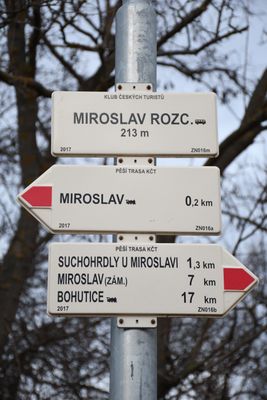 KLUB ČESKÝCH TURISTŮ
MIROSLAV ROZC.
213 m
2017 ZN016m
PĚŠÍ TRASA KČT
MIROSLAV 0,2 km
2017 ZN016a
PĚŠÍ TRASA KČT
SUCHOHRDLY U MIROSLAVI 1,3 km
MIROSLAV (ZÁM.) 7 km
BOHUTICE 17 km
2017 ZN016b